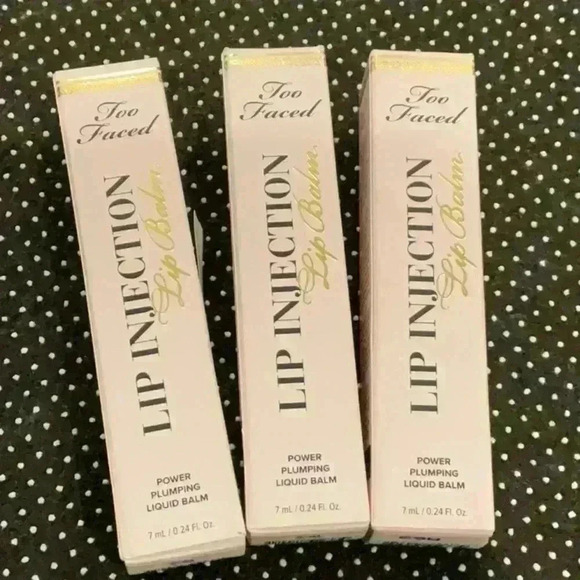 Too
Faced
LIP INJECTION
Lip Balm
POWER
PLUMPING
LIQUID BALM
7 mL / 0.24 Fl. Oz.
Too
Faced
LIP INJECTION
Lip Balm
POWER
PLUMPING
LIQUID BALM
7 mL / 0.24 Fl. Oz.
Too
Faced
LIP INJECTION
Lip Balm
POWER
PLUMPING
LIQUID BALM
7 mL / 0.24 Fl. Oz.